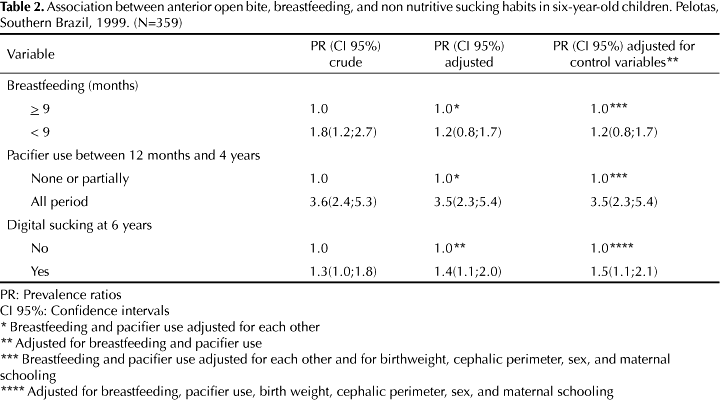 Table 2. Association between anterior open bite, breastfeeding, and non nutritive sucking habits in six-year-old children. Pelotas,
Southern Brazil, 1999. (N=359)
Variable PR (CI 95%) crude PR (CI 95%) adjusted PR (CI 95%) adjusted for control variables**
Breastfeeding (months)
≥ 9 1.0 1.0* 1.0***
< 9 1.8(1.2;2.7) 1.2(0.8;1.7) 1.2(0.8;1.7)
Pacifier use between 12 months and 4 years
None or partially 1.0 1.0* 1.0***
All period 3.6(2.4;5.3) 3.5(2.3;5.4) 3.5(2.3;5.4)
Digital sucking at 6 years
No 1.0 1.0** 1.0****
Yes 1.3(1.0;1.8) 1.4(1.1;2.0) 1.5(1.1;2.1)
PR: Prevalence ratios
CI 95%: Confidence intervals
* Breastfeeding and pacifier use adjusted for each other
** Adjusted for breastfeeding and pacifier use
*** Breastfeeding and pacifier use adjusted for each other and for birthweight, cephalic perimeter, sex, and maternal
schooling
**** Adjusted for breastfeeding, pacifier use, birth weight, cephalic perimeter, sex, and maternal schooling